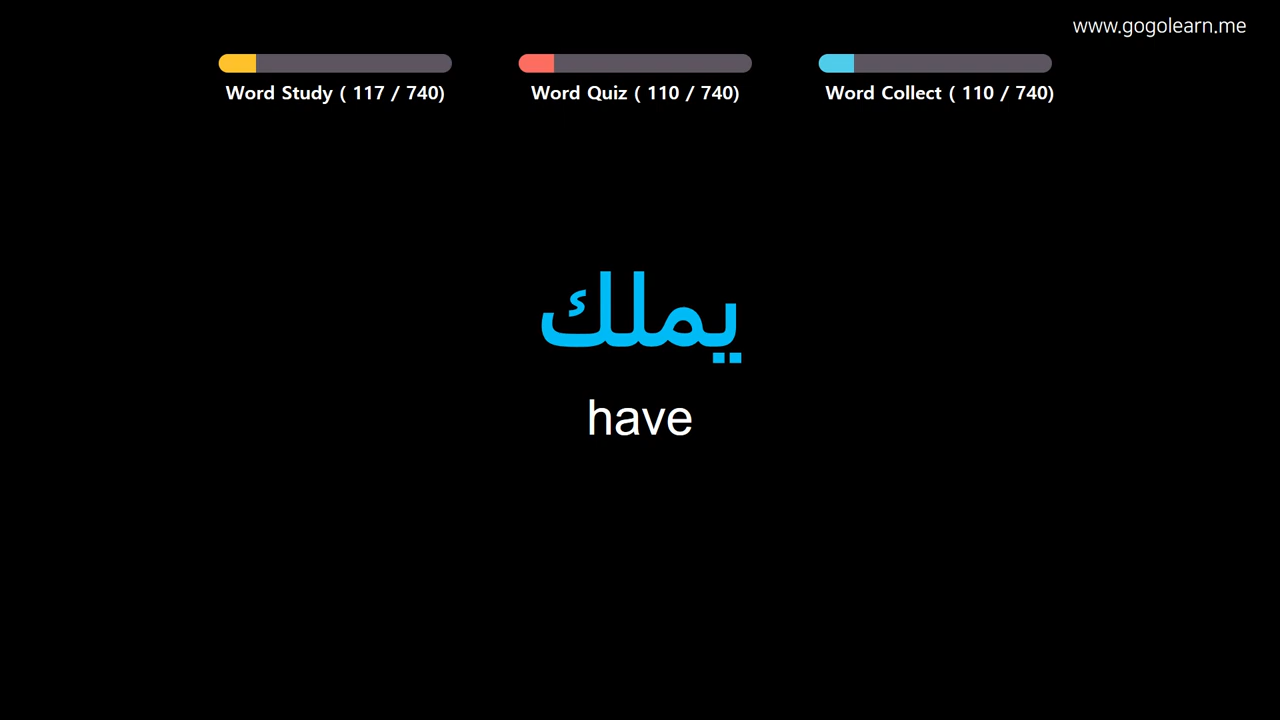 www.gogolearn.me
Word Study ( 117 / 740)
Word Quiz ( 110 / 740)
Word Collect ( 110 / 740)
يملك
have